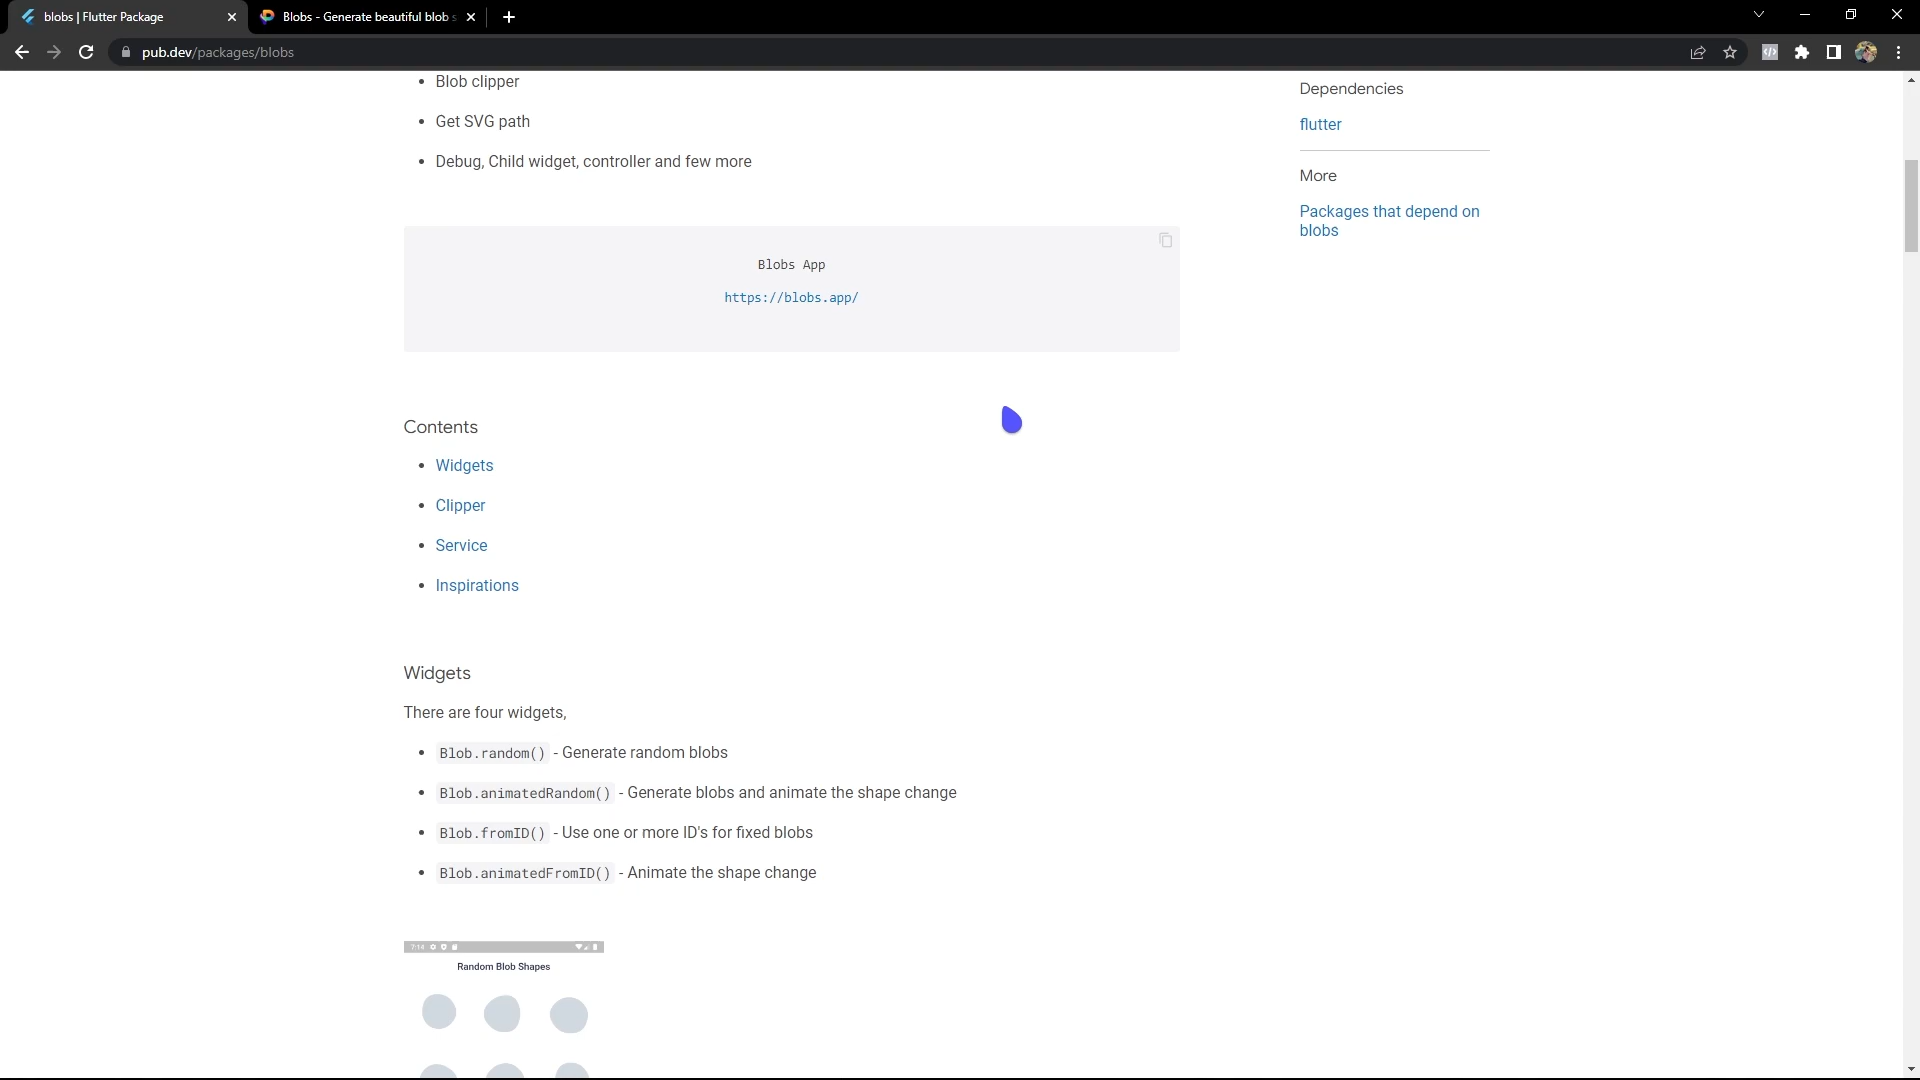 blobs | Flutter Package
Blobs - Generate beautiful blob s
pub.dev/packages/blobs
• Blob clipper
• Get SVG path
• Debug, Child widget, controller and few more
Blobs App
https://blobs.app/
Contents
• Widgets
• Clipper
• Service
• Inspirations
Widgets
There are four widgets,
• Blob.random() - Generate random blobs
• Blob.animatedRandom() - Generate blobs and animate the shape change
• Blob.fromID() - Use one or more ID's for fixed blobs
• Blob.animatedFromID() - Animate the shape change
7:14
Random Blob Shapes
Dependencies
flutter
More
Packages that depend on
blobs